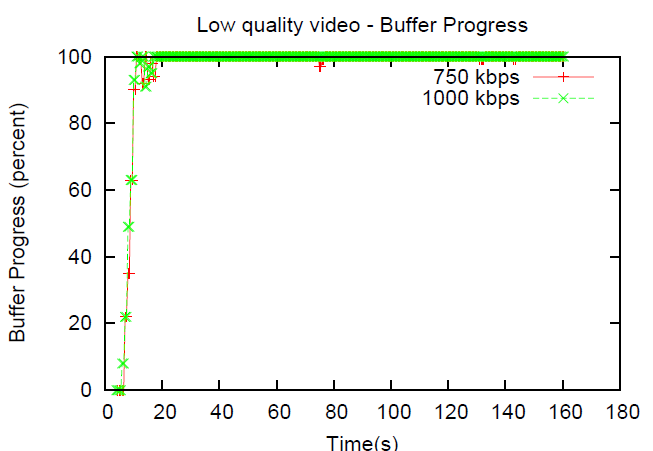 Low quality video - Buffer Progress
100
80
60
40
20
0
Buffer Progress (percent)
750 kbps
1000 kbps
0 20 40 60 80 100 120 140 160 180
Time(s)